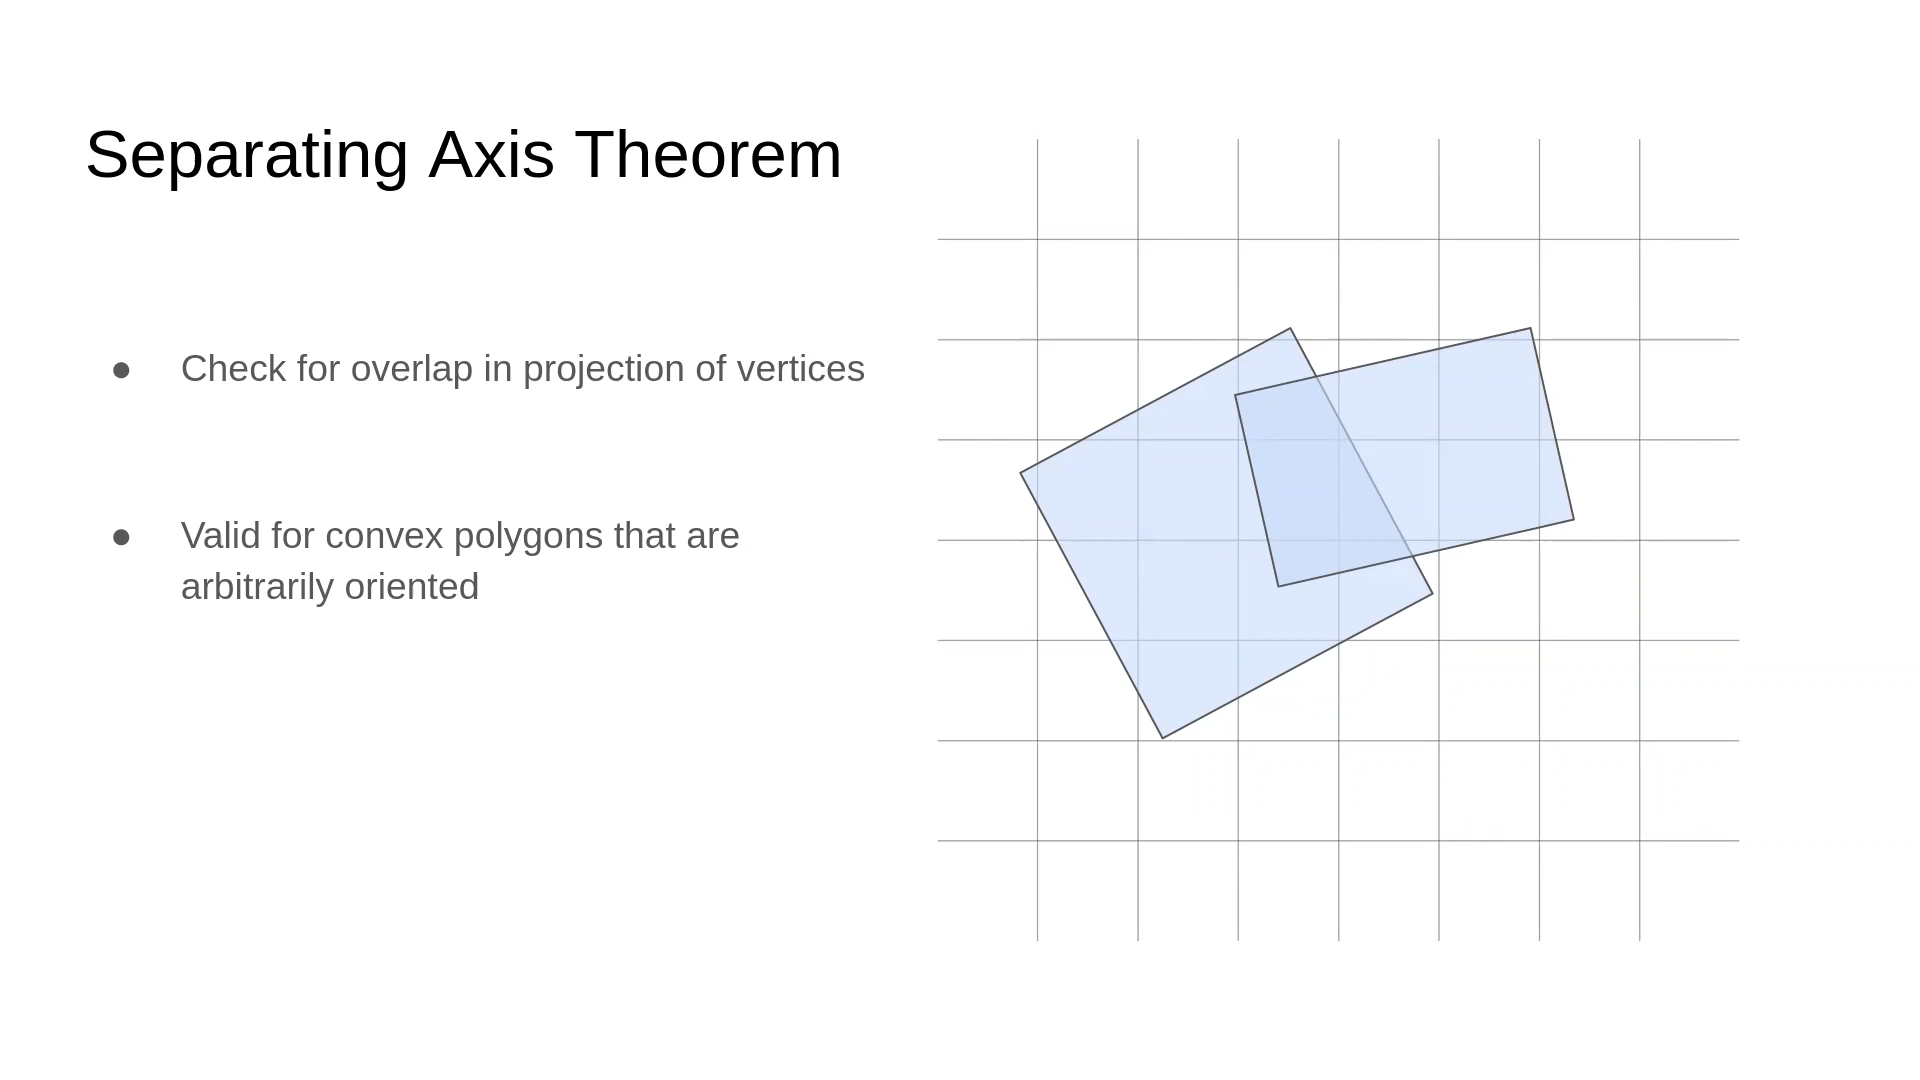 Separating Axis Theorem
● Check for overlap in projection of vertices
● Valid for convex polygons that are
arbitrarily oriented